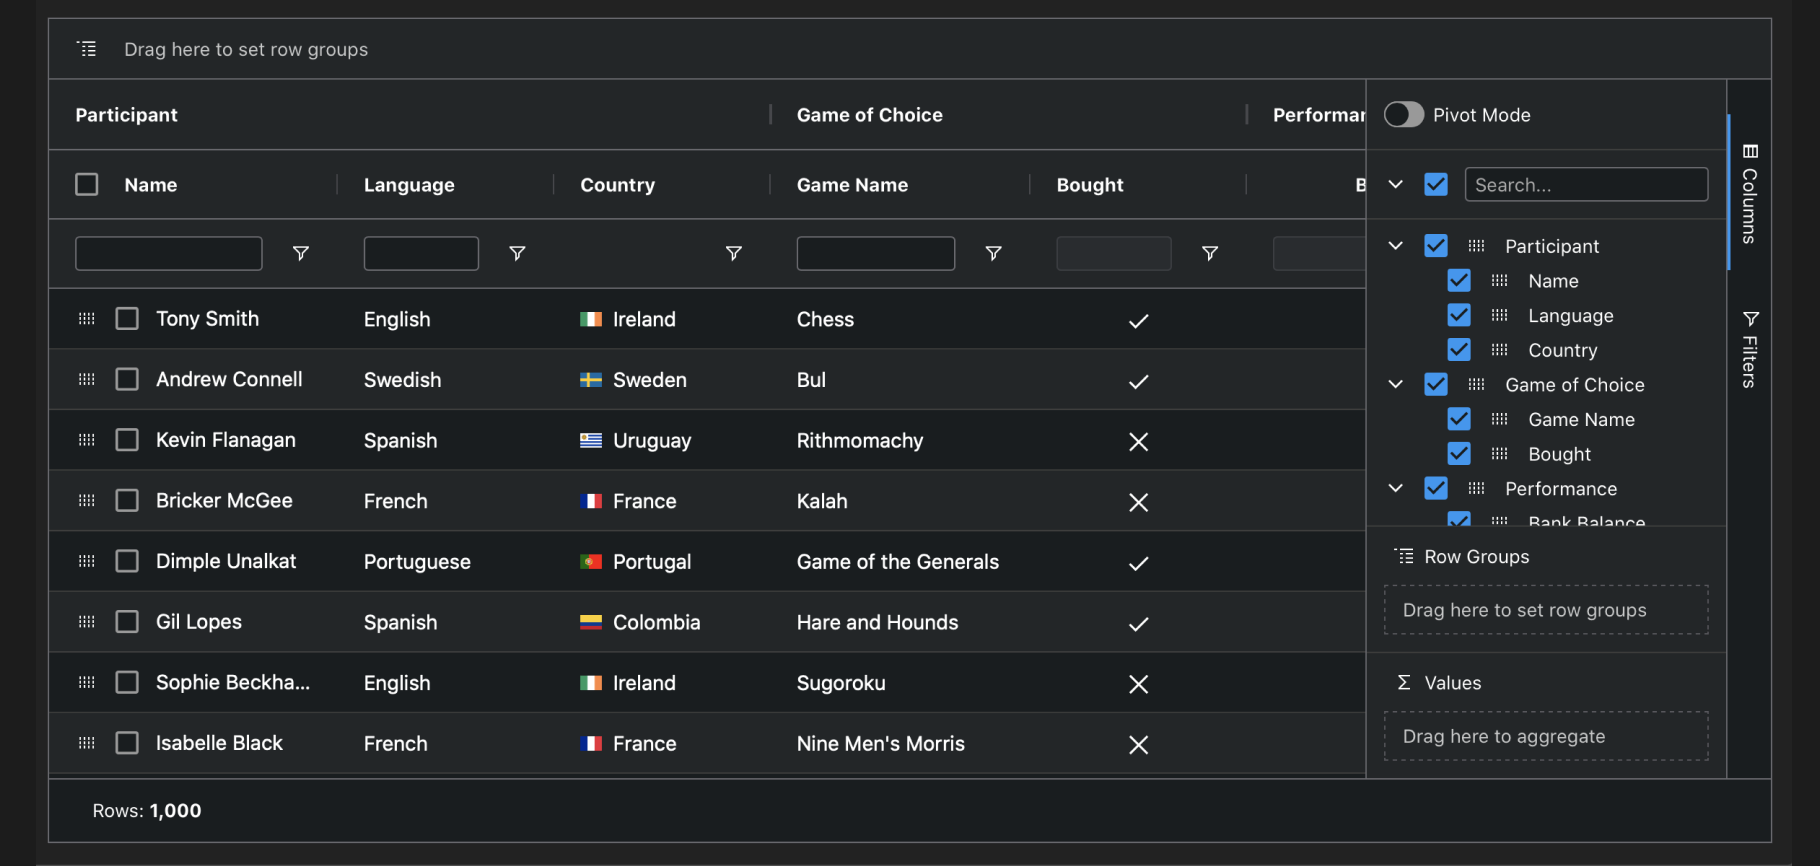 Drag here to set row groups
Participant Game of Choice Performan
Pivot Mode
Name Language Country Game Name Bought B
Search...
Columns
Filters
Tony Smith English Ireland Chess
Andrew Connell Swedish Sweden Bul
Kevin Flanagan Spanish Uruguay Rithmomachy
Bricker McGee French France Kalah
Dimple Unalkat Portuguese Portugal Game of the Generals
Gil Lopes Spanish Colombia Hare and Hounds
Sophie Beckha... English Ireland Sugoroku
Isabelle Black French France Nine Men's Morris
Participant
Name
Language
Country
Game of Choice
Game Name
Bought
Performance
Bank Balance
Row Groups
Drag here to set row groups
Σ Values
Drag here to aggregate
Rows: 1,000